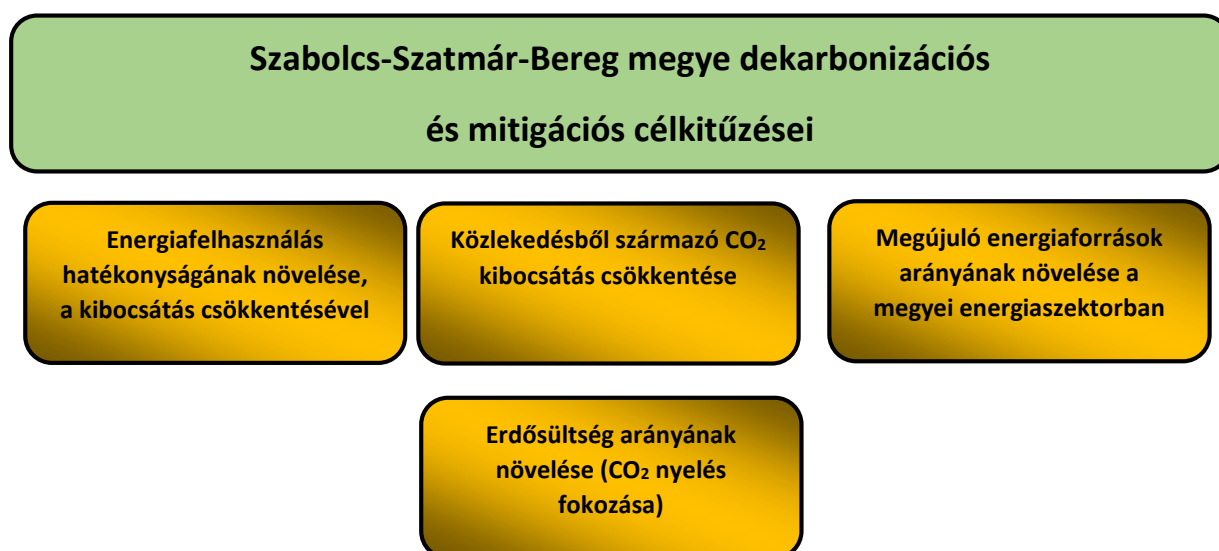 Szabolcs-Szatmár-Bereg megye dekarbonizációs
és mitigációs célkitűzései
Energiafelhasználás
hatékonyságának növelése,
a kibocsátás csökkentésével
Közlekedésből származó CO₂
kibocsátás csökkentése
Megújuló energiaforrások
arányának növelése a
megyei energiaszektorban
Erdősültség arányának
növelése (CO₂ nyelés
fokozása)